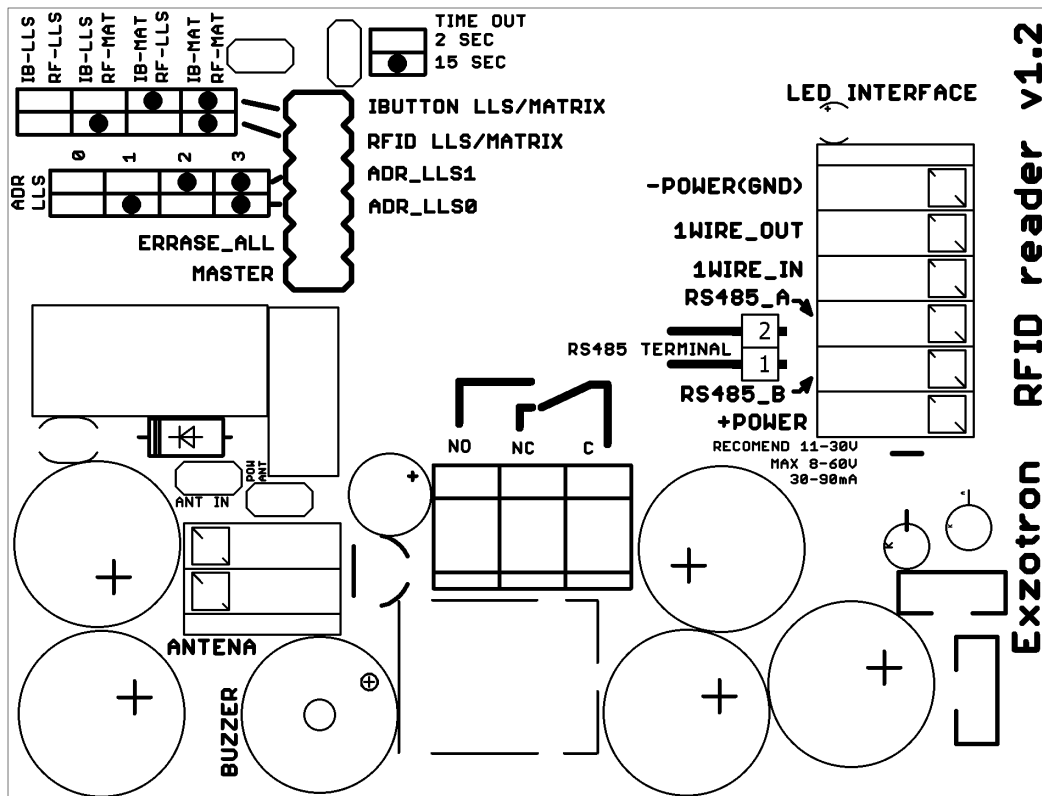 IB-LLS
RF-LLS
IB-LLS
RF-MAT
IB-MAT
RF-LLS
IB-MAT
RF-MAT
TIME OUT
2 SEC
15 SEC
IBUTTON LLS/MATRIX
RFID LLS/MATRIX
0 1 2 3
ADR
LLS
ADR_LLS1
ADR_LLS0
ERRASE_ALL
MASTER
LED INTERFACE
+
-POWER(GND)
1WIRE_OUT
1WIRE_IN
RS485_A
2
RS485 TERMINAL
1
RS485_B
+POWER
RECOMEND 11-30V
MAX 8-60V
30-90mA
NO NC C
POW
ANT
ANT IN
+
ANTENA
BUZZER
K
K
A
Exzotron RFID reader v1.2